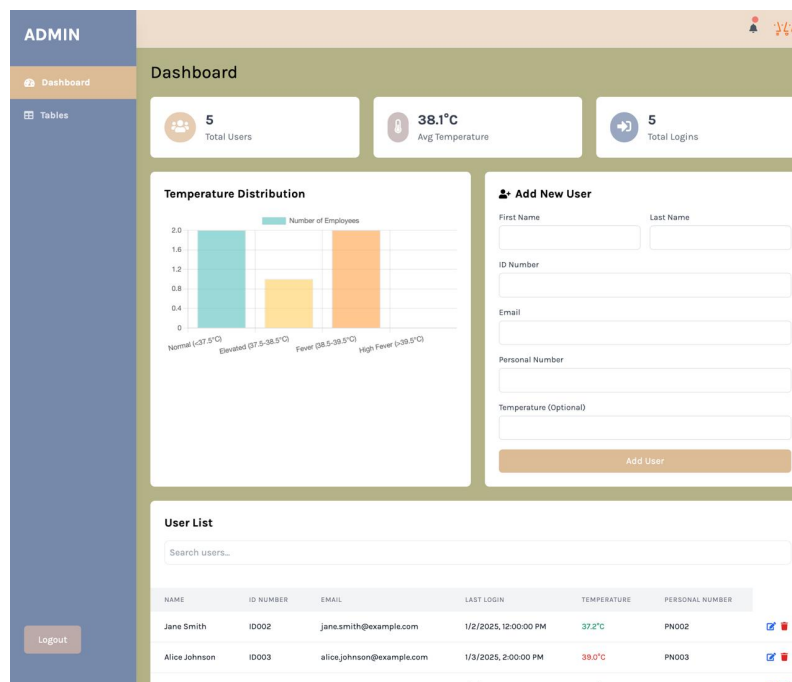 ADMIN
Dashboard
Tables
Logout
Dashboard
5
Total Users
38.1°C
Avg Temperature
5
Total Logins
Temperature Distribution
Number of Employees
2.0
1.6
1.2
0.8
0.4
0
Normal (<37.5°C)
Elevated (37.5-38.5°C)
Fever (38.5-39.5°C)
High Fever (>39.5°C)
Add New User
First Name Last Name
ID Number
Email
Personal Number
Temperature (Optional)
Add User
User List
Search users...
NAME ID NUMBER EMAIL LAST LOGIN TEMPERATURE PERSONAL NUMBER
Jane Smith ID002 jane.smith@example.com 1/2/2025, 12:00:00 PM 37.2°C PN002
Alice Johnson ID003 alice.johnson@example.com 1/3/2025, 2:00:00 PM 39.0°C PN003